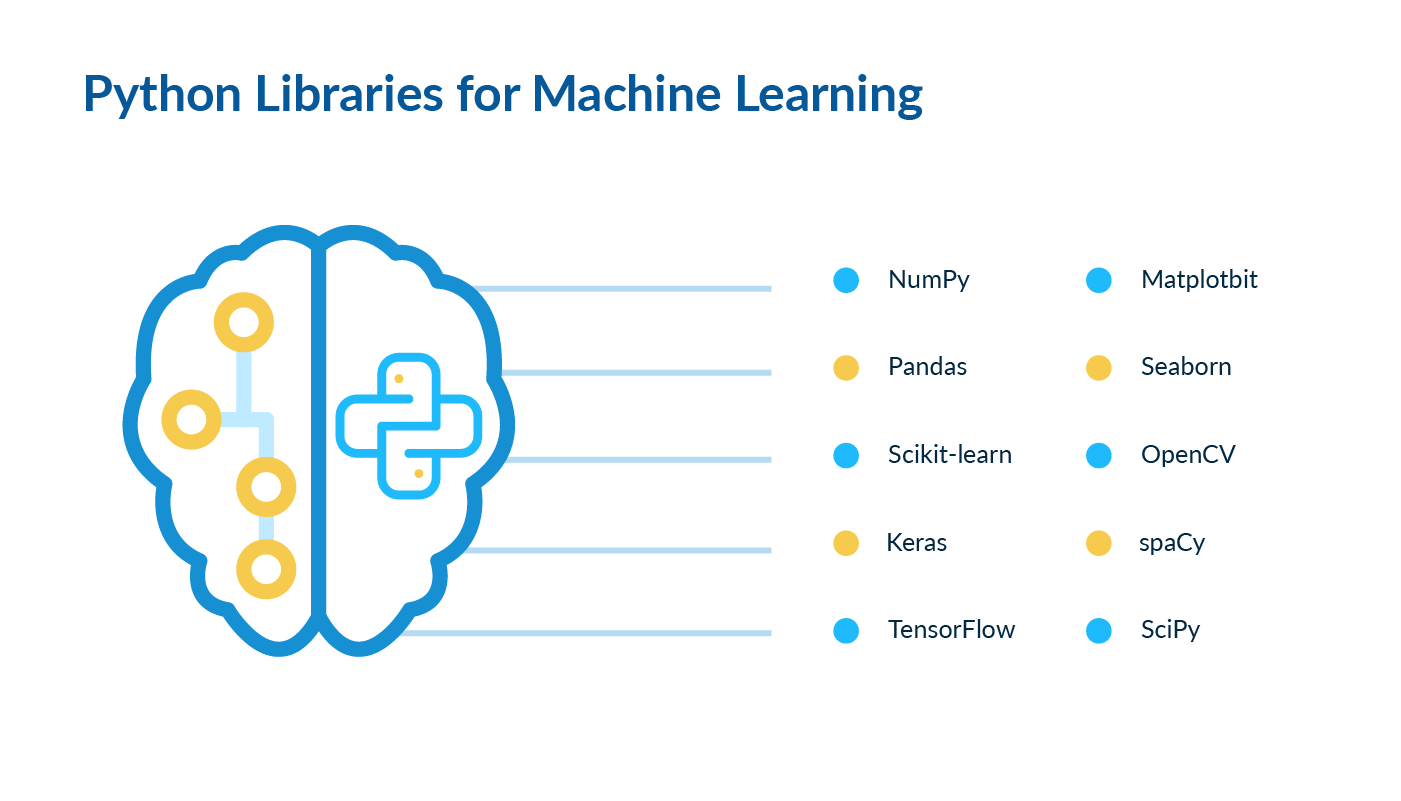 Python Libraries for Machine Learning
NumPy
Matplotbit
Pandas
Seaborn
Scikit-learn
OpenCV
Keras
spaCy
TensorFlow
SciPy